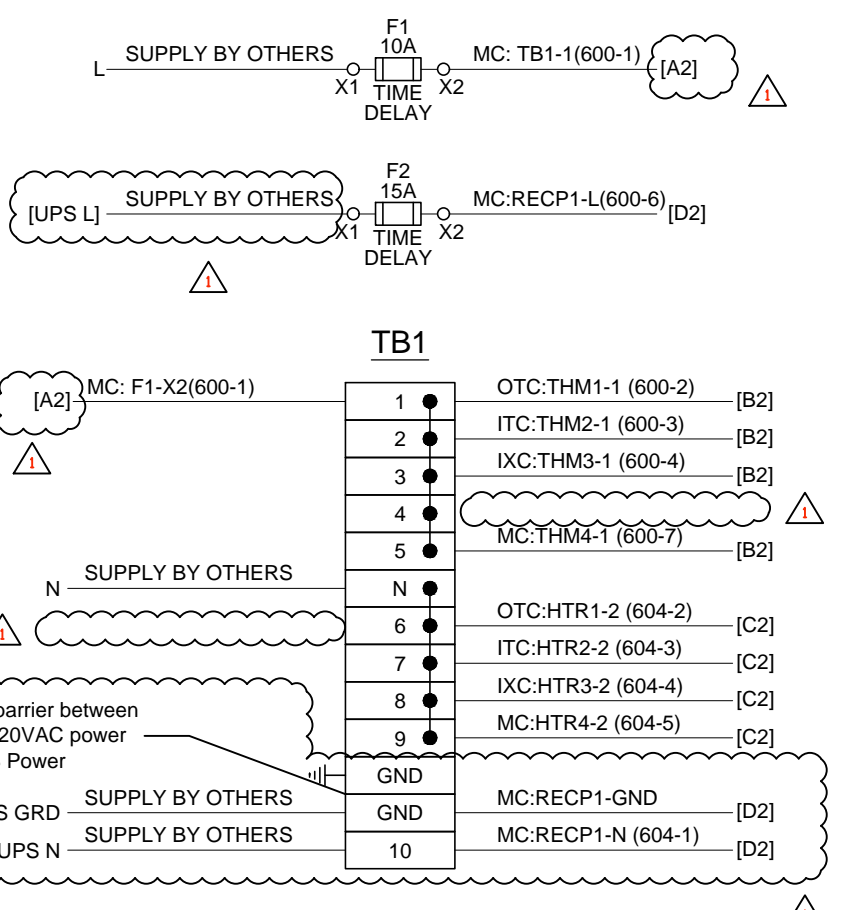 F1
10A
L SUPPLY BY OTHERS X1 X2 MC: TB1-1(600-1) [A2]
TIME
DELAY
1
F2
15A
[UPS L] SUPPLY BY OTHERS X1 X2 MC:RECP1-L(600-6) [D2]
TIME
DELAY
1
TB1
[A2] MC: F1-X2(600-1) 1 OTC:THM1-1 (600-2) [B2]
1
2 ITC:THM2-1 (600-3) [B2]
3 IXC:THM3-1 (600-4) [B2]
4 1
5 MC:THM4-1 (600-7) [B2]
N SUPPLY BY OTHERS N
1 6 OTC:HTR1-2 (604-2) [C2]
7 ITC:HTR2-2 (604-3) [C2]
8 IXC:HTR3-2 (604-4) [C2]
9 MC:HTR4-2 (604-5) [C2]
barrier between
20VAC power
Power
GND
S GRD SUPPLY BY OTHERS GND MC:RECP1-GND [D2]
UPS N SUPPLY BY OTHERS 10 MC:RECP1-N (604-1) [D2]